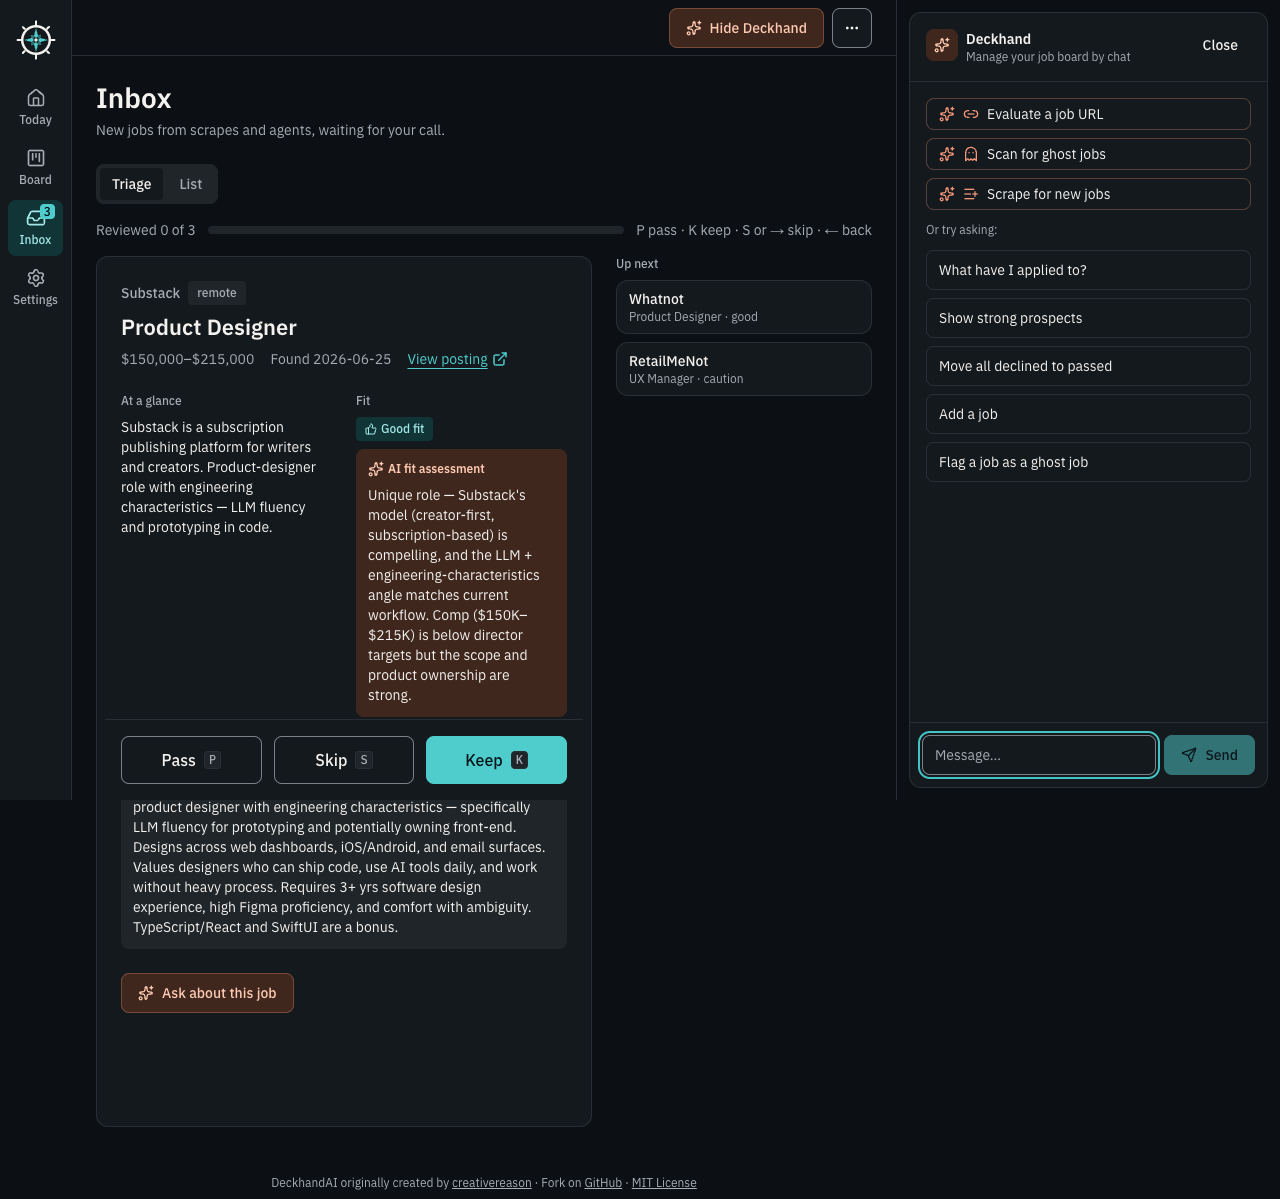 Today
Board
3
Inbox
Settings
Hide Deckhand
Inbox
New jobs from scrapes and agents, waiting for your call.
Triage
List
Reviewed 0 of 3
P pass · K keep · S or → skip · ← back
Substack
remote
Product Designer
$150,000–$215,000
Found 2026-06-25
View posting
At a glance
Substack is a subscription
publishing platform for writers
and creators. Product-designer
role with engineering
characteristics — LLM fluency
and prototyping in code.
Fit
Good fit
AI fit assessment
Unique role — Substack's
model (creator-first,
subscription-based) is
compelling, and the LLM +
engineering-characteristics
angle matches current
workflow. Comp ($150K–
$215K) is below director
targets but the scope and
product ownership are
strong.
Pass P
Skip S
Keep K
product designer with engineering characteristics — specifically
LLM fluency for prototyping and potentially owning front-end.
Designs across web dashboards, iOS/Android, and email surfaces.
Values designers who can ship code, use AI tools daily, and work
without heavy process. Requires 3+ yrs software design
experience, high Figma proficiency, and comfort with ambiguity.
TypeScript/React and SwiftUI are a bonus.
Ask about this job
Up next
Whatnot
Product Designer · good
RetailMeNot
UX Manager · caution
Deckhand
Manage your job board by chat
Close
Evaluate a job URL
Scan for ghost jobs
Scrape for new jobs
Or try asking:
What have I applied to?
Show strong prospects
Move all declined to passed
Add a job
Flag a job as a ghost job
Message...
Send
DeckhandAI originally created by creativereason · Fork on GitHub · MIT License